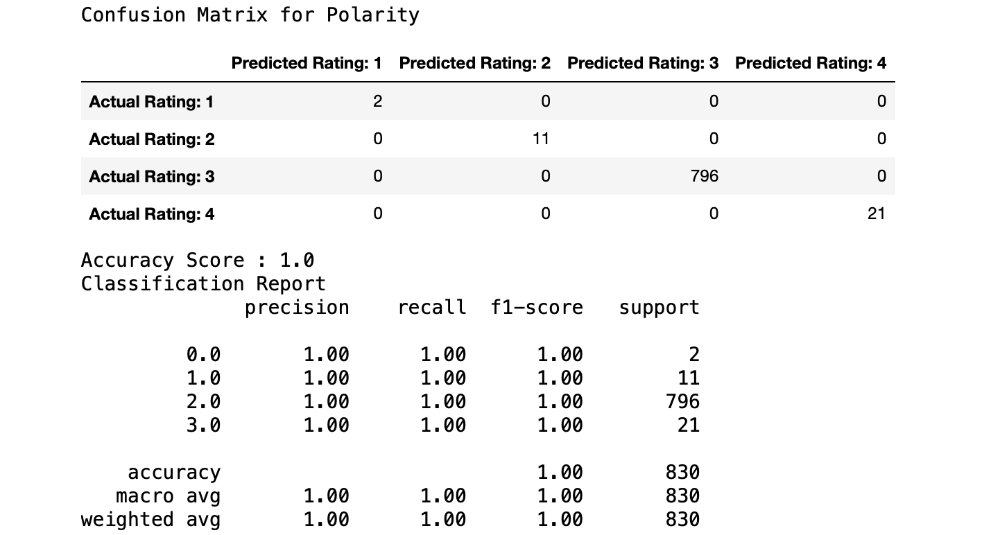 Confusion Matrix for Polarity
Predicted Rating: 1 Predicted Rating: 2 Predicted Rating: 3 Predicted Rating: 4
Actual Rating: 1 2 0 0 0
Actual Rating: 2 0 11 0 0
Actual Rating: 3 0 0 796 0
Actual Rating: 4 0 0 0 21
Accuracy Score : 1.0
Classification Report
precision recall f1-score support
0.0 1.00 1.00 1.00 2
1.0 1.00 1.00 1.00 11
2.0 1.00 1.00 1.00 796
3.0 1.00 1.00 1.00 21
accuracy 1.00 830
macro avg 1.00 1.00 1.00 830
weighted avg 1.00 1.00 1.00 830